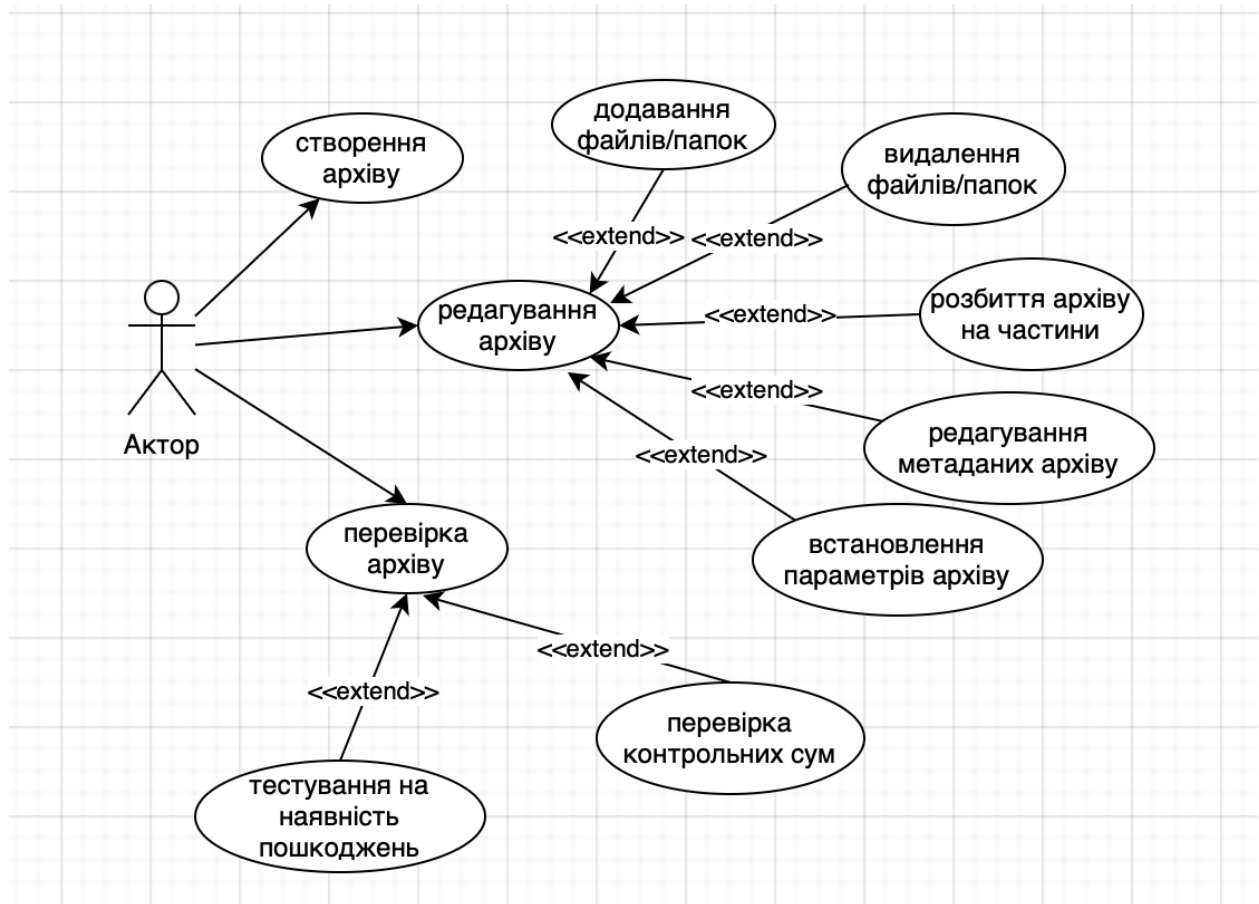 створення
архіву
додавання
файлів/папок
видалення
файлів/папок
<<extend>>
<<extend>>
редагування
архіву
<<extend>>
розбиття архіву
на частини
<<extend>>
редагування
метаданих архіву
Актор
<<extend>>
встановлення
параметрів архіву
перевірка
архіву
<<extend>>
<<extend>>
перевірка
контрольних сум
тестування на
наявність
пошкоджень